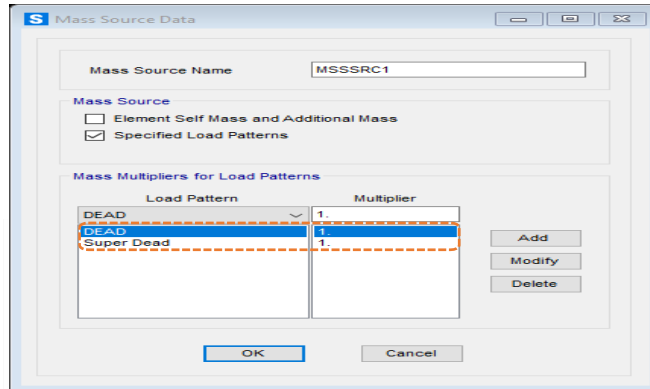 S Mass Source Data
Mass Source Name MSSSRC1
Mass Source
Element Self Mass and Additional Mass
Specified Load Patterns
Mass Multipliers for Load Patterns
Load Pattern Multiplier
DEAD 1.
DEAD 1.
Super Dead 1.
Add
Modify
Delete
OK Cancel